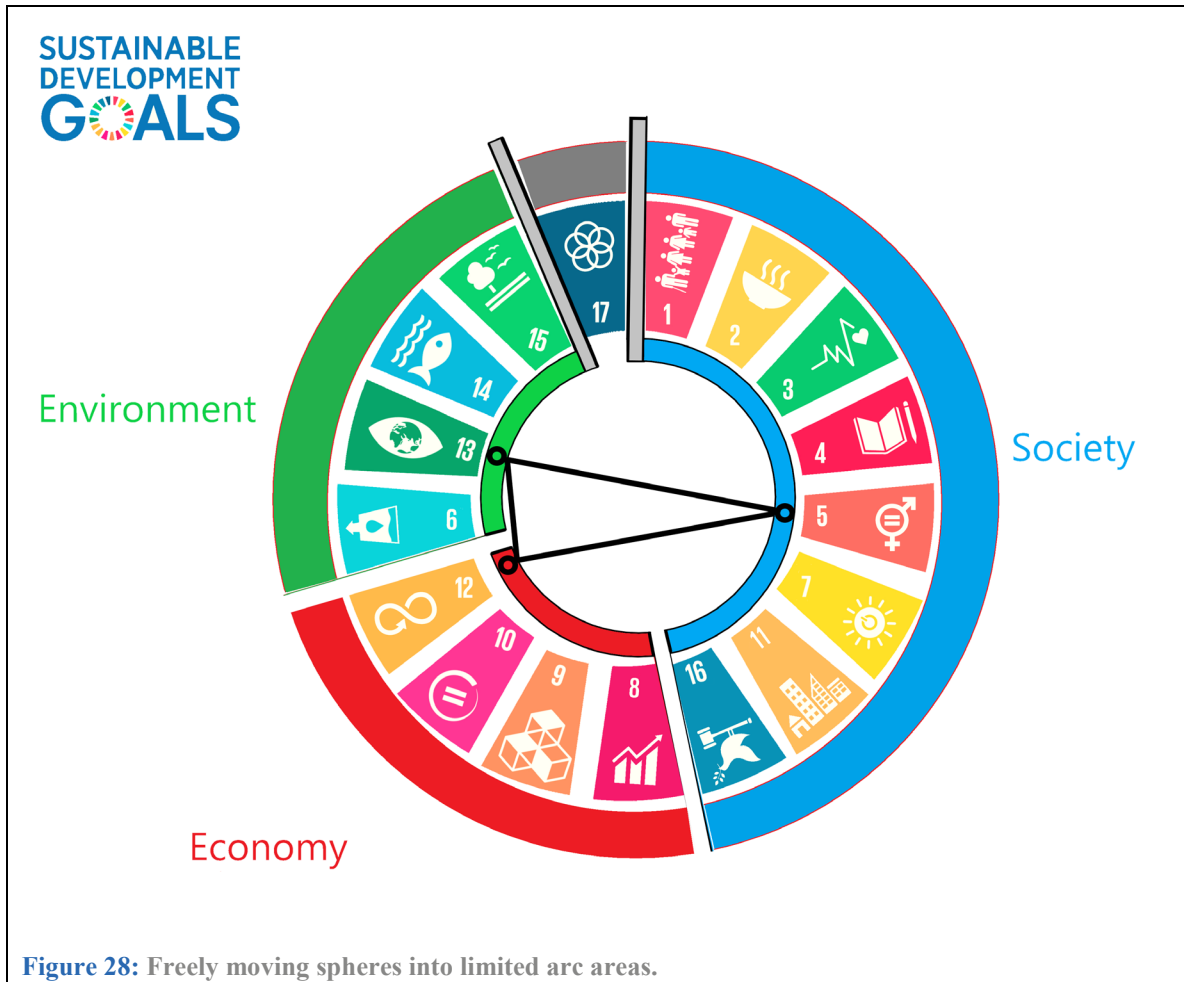 SUSTAINABLE
DEVELOPMENT
GOALS
17
1
2
3
4
5
7
11
16
8
9
10
12
6
13
14
15
Environment
Society
Economy
Figure 28: Freely moving spheres into limited arc areas.